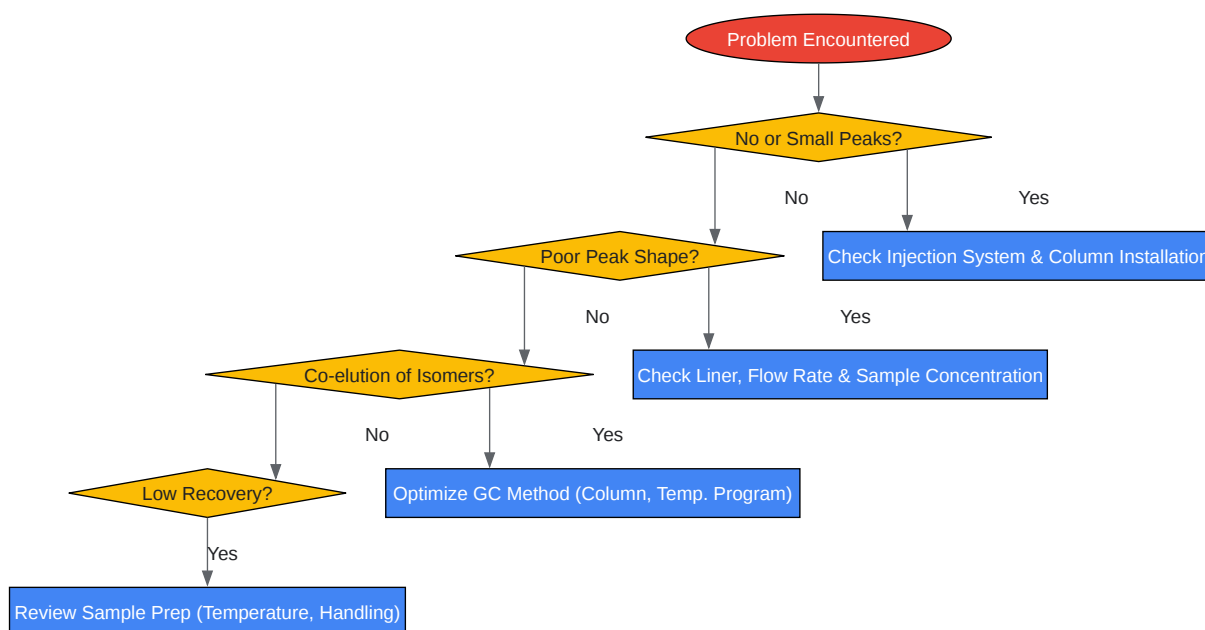 Problem Encountered
No or Small Peaks?
No
Yes
Poor Peak Shape?
Check Injection System & Column Installation
No
Yes
Co-elution of Isomers?
Check Liner, Flow Rate & Sample Concentration
No
Yes
Low Recovery?
Optimize GC Method (Column, Temp. Program)
Yes
Review Sample Prep (Temperature, Handling)